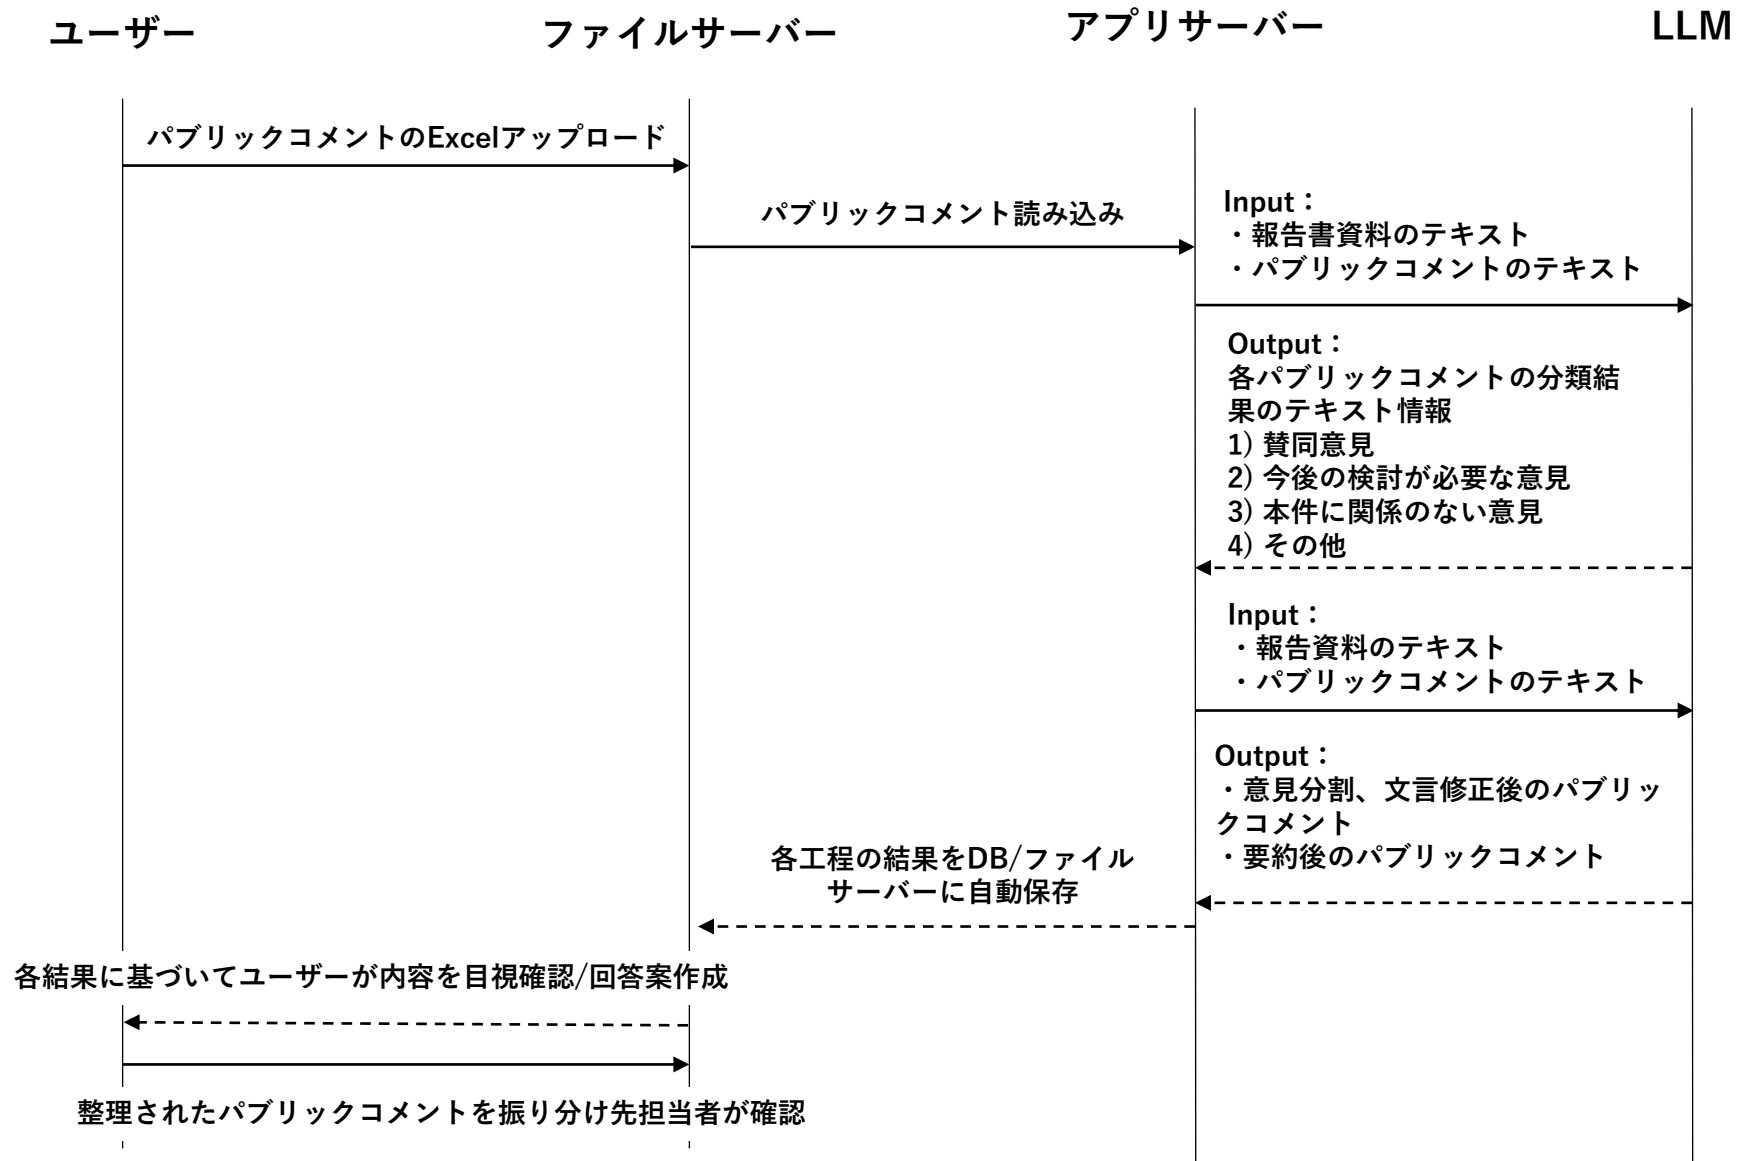 ユーザー
ファイルサーバー
アプリサーバー
LLM
パブリックコメントのExcelアップロード
パブリックコメント読み込み
Input：
・報告書資料のテキスト
・パブリックコメントのテキスト
Output：
各パブリックコメントの分類結
果のテキスト情報
1) 賛同意見
2) 今後の検討が必要な意見
3) 本件に関係のない意見
4) その他
Input：
・報告資料のテキスト
・パブリックコメントのテキスト
Output：
・意見分割、文言修正後のパブリッ
クコメント
・要約後のパブリックコメント
各工程の結果をDB/ファイル
サーバーに自動保存
各結果に基づいてユーザーが内容を目視確認/回答案作成
整理されたパブリックコメントを振り分け先担当者が確認